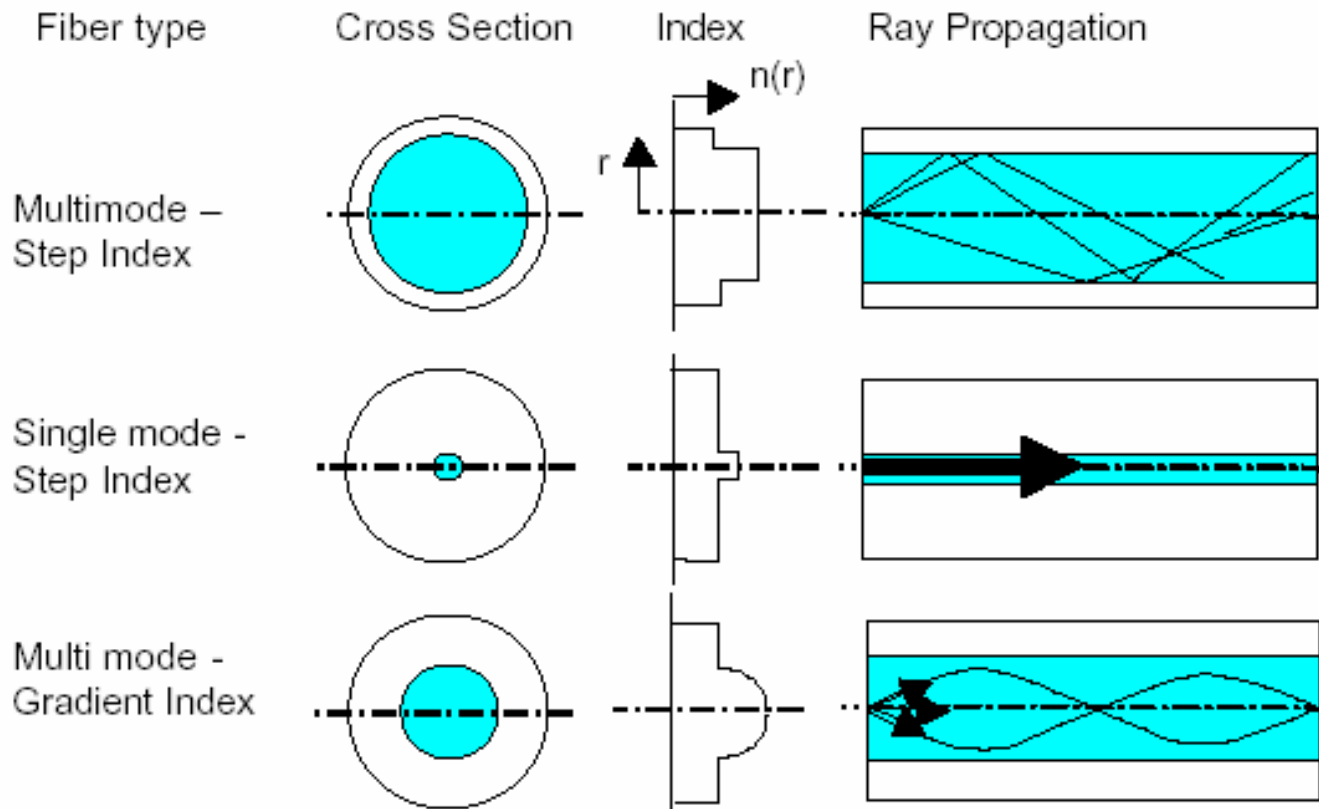 Fiber type Cross Section Index Ray Propagation
n(r)
r
Multimode –
Step Index
Single mode -
Step Index
Multi mode -
Gradient Index